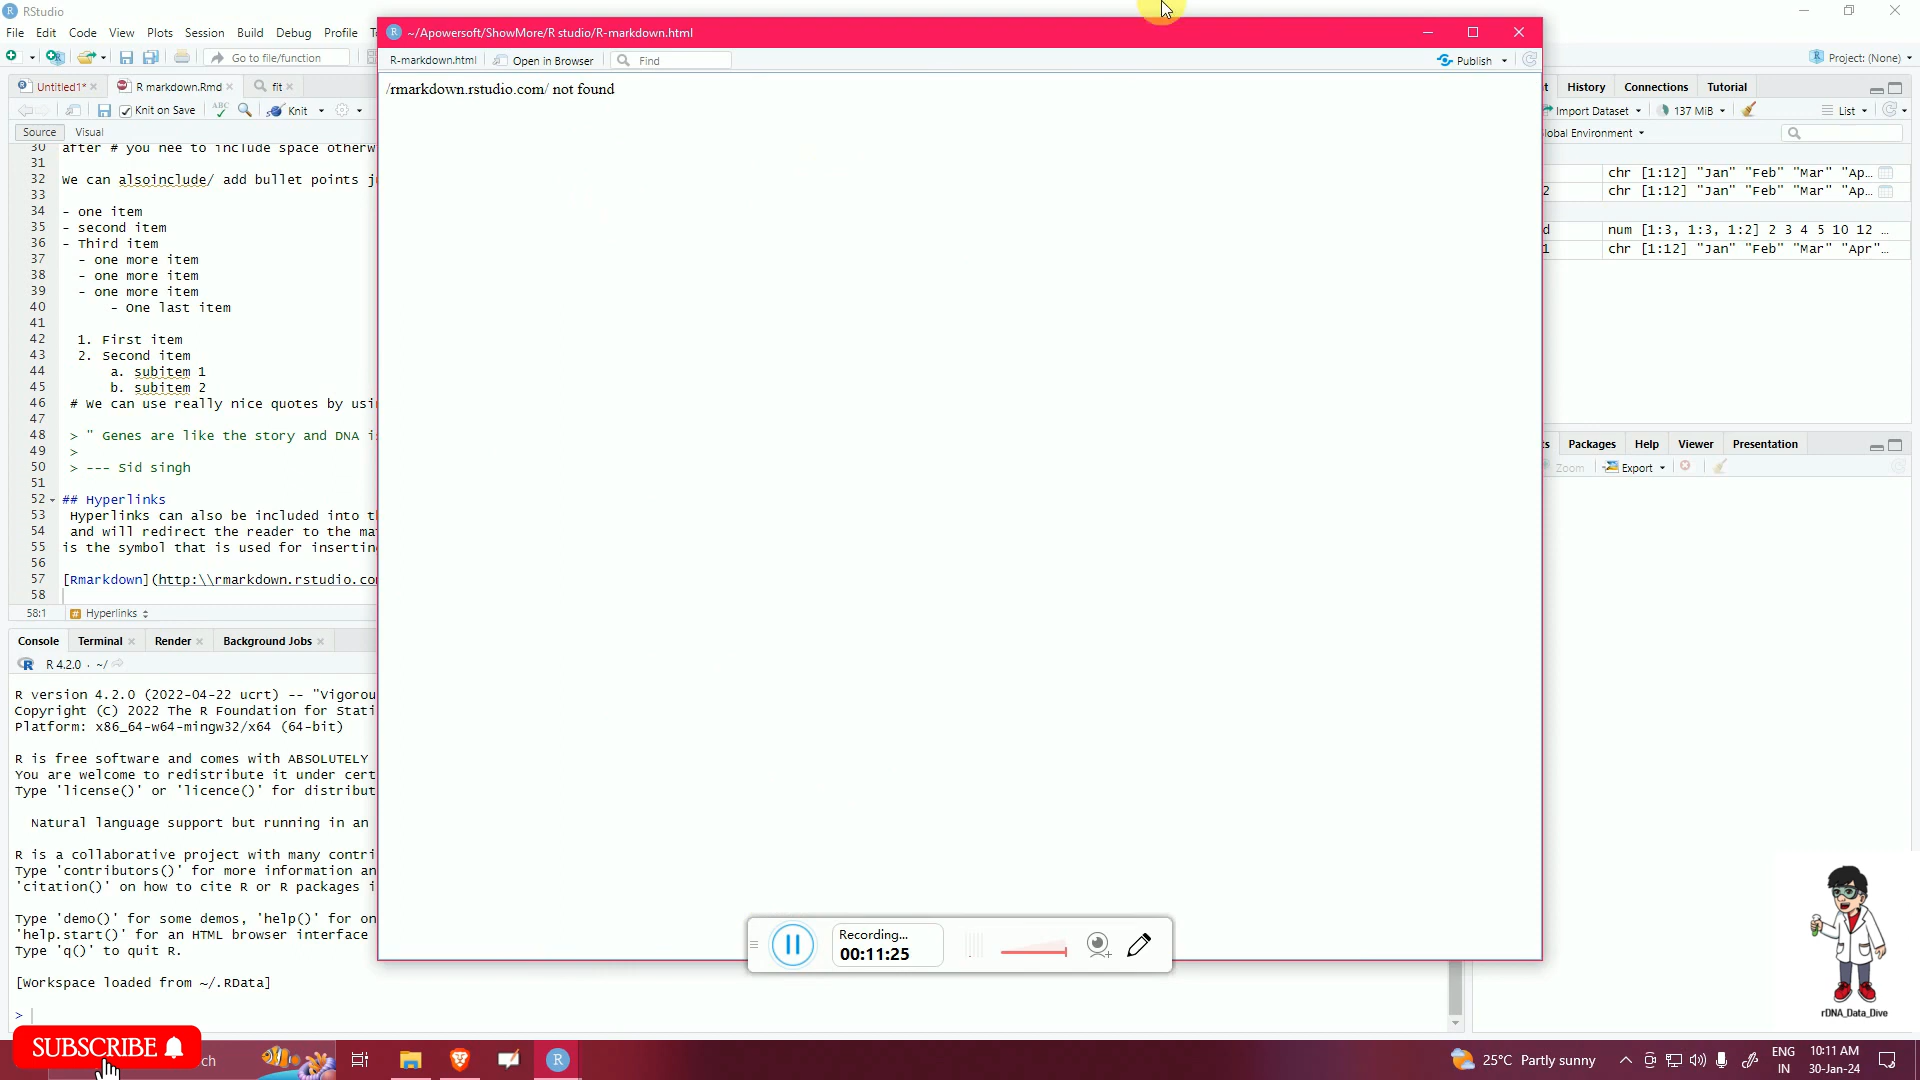 RStudio
File Edit Code View Plots Session Build Debug Profile
~/Apowersoft/ShowMore/R studio/R-markdown.html
R-markdown.html Open in Browser Find Publish
/rmarkdown.rstudio.com/ not found
Go to file/function
Project: (None)
Untitled1* R markdown.Rmd fit
Knit on Save Knit
Source Visual
30 after # you nee to include space otherw
31
32 we can alsoinclude/ add bullet points
33
34 - one item
35 - second item
36 - Third item
37 - one more item
38 - one more item
39 - one more item
40 - One last item
41
42 1. First item
43 2. Second item
44 a. subitem 1
45 b. subitem 2
46 # We can use really nice quotes by usi
47
48 > " Genes are like the story and DNA i
49 >
50 > --- Sid singh
51
52 ## Hyperlinks
53 Hyperlinks can also be included into t
54 and will redirect the reader to the ma
55 is the symbol that is used for insertin
56
57 [Rmarkdown](http:\\rmarkdown.rstudio.co
58
58:1 Hyperlinks
Console Terminal Render Background Jobs
R 4.2.0 · ~/
R version 4.2.0 (2022-04-22 ucrt) -- "Vigorou
Copyright (C) 2022 The R Foundation for Stati
Platform: x86_64-w64-mingw32/x64 (64-bit)
R is free software and comes with ABSOLUTELY
You are welcome to redistribute it under cert
Type 'license()' or 'licence()' for distribut
Natural language support but running in an
R is a collaborative project with many contri
Type 'contributors()' for more information an
'citation()' on how to cite R or R packages i
Type 'demo()' for some demos, 'help()' for on
'help.start()' for an HTML browser interface
Type 'q()' to quit R.
[Workspace loaded from ~/.RData]
>
History Connections Tutorial
Import Dataset 137 MiB List
lobal Environment
chr [1:12] "Jan" "Feb" "Mar" "Ap…
2 chr [1:12] "Jan" "Feb" "Mar" "Ap…
d num [1:3, 1:3, 1:2] 2 3 4 5 10 12 …
1 chr [1:12] "Jan" "Feb" "Mar" "Apr"…
ts Packages Help Viewer Presentation
Zoom Export
Recording...
00:11:25
rDNA_Data_Dive
SUBSCRIBE
ch
25°C Partly sunny
ENG
IN
10:11 AM
30-Jan-24